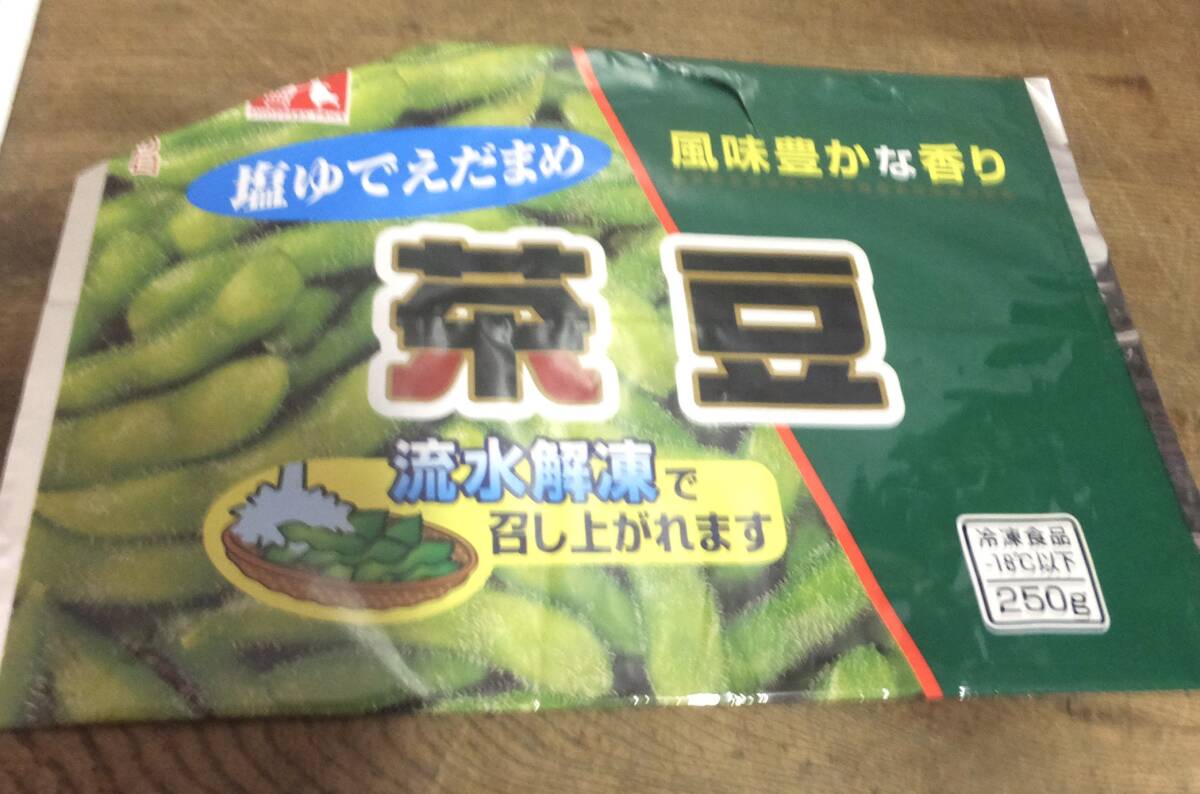 塩ゆでえだまめ
風味豊かな香り
茶豆
流水解凍で
召し上がれます
冷凍食品
-18℃以下
250g